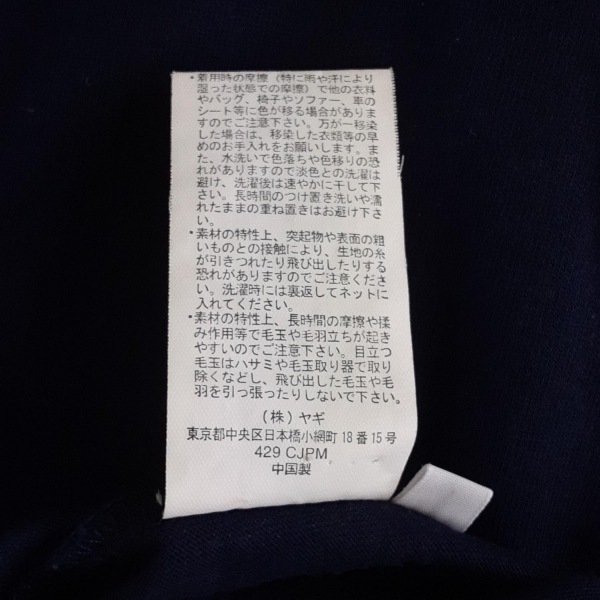 ・着用時の摩擦（特に雨や汗により
湿った状態での摩擦）で他の衣料
やバッグ、椅子やソファー、車の
シート等に色が移る場合がありま
すのでご注意下さい。万が一移染
した場合は、移染した衣類等の早
めのお手入れをお願いします。ま
た、水洗いで色落ちや色移りの恐
れがありますので淡色との洗濯は
避け、洗濯後は速やかに干して下
さい。長時間のつけ置き洗いや濡
れたままの重ね置きはお避け下さ
い。
・素材の特性上、突起物や表面の粗
いものとの接触により、生地の糸
が引きつれたり飛び出したりする
恐れがありますのでご注意くださ
い。洗濯時には裏返してネットに
入れてください。
・素材の特性上、長時間の摩擦や揉
み作用等で毛玉や毛羽立ちが起き
やすいのでご注意下さい。目立つ
毛玉はハサミや毛玉取り器で取り
除くなどし、飛び出した毛玉や毛
羽を引っ張ったりしないで下さい。
（株）ヤギ
東京都中央区日本橋小網町18番15号
429 CJPM
中国製